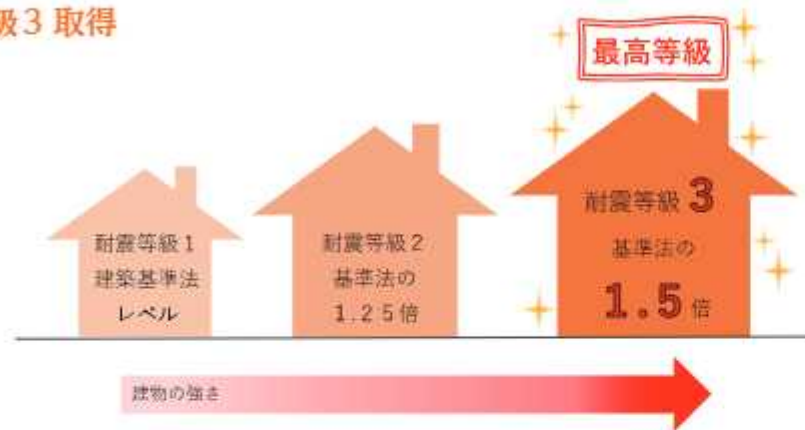 級3 取得
最高等級
耐震等級1
建築基準法
レベル
耐震等級2
基準法の
1.25倍
耐震等級 3
基準法の
1.5 倍
建物の強さ